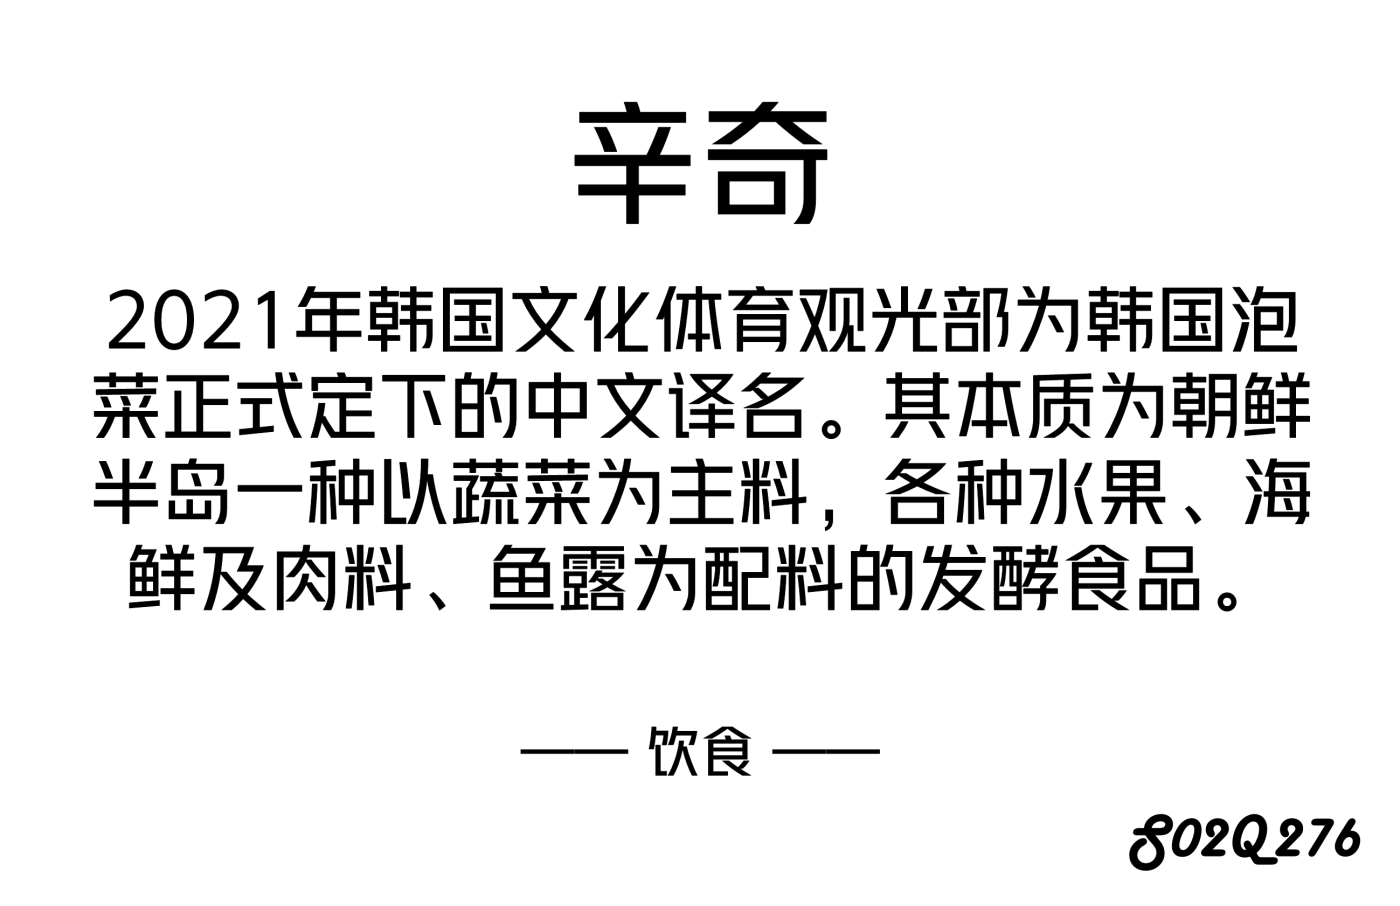 辛奇
2021年韩国文化体育观光部为韩国泡
菜正式定下的中文译名。其本质为朝鲜
半岛一种以蔬菜为主料，各种水果、海
鲜及肉料、鱼露为配料的发酵食品。
—— 饮食 ——
S02Q276